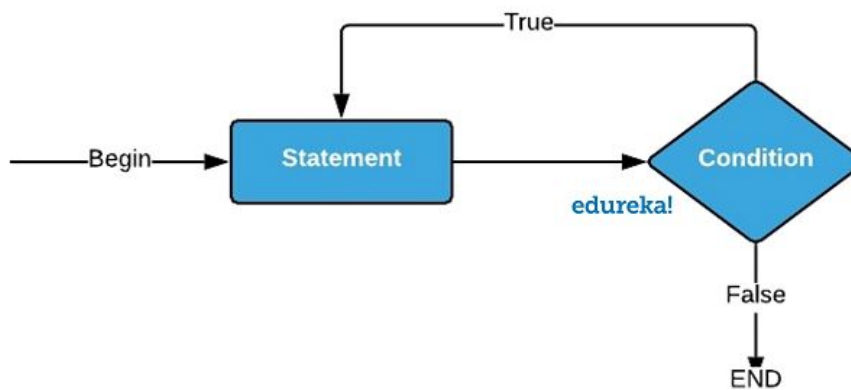 True
Begin
Statement
Condition
edureka!
False
END